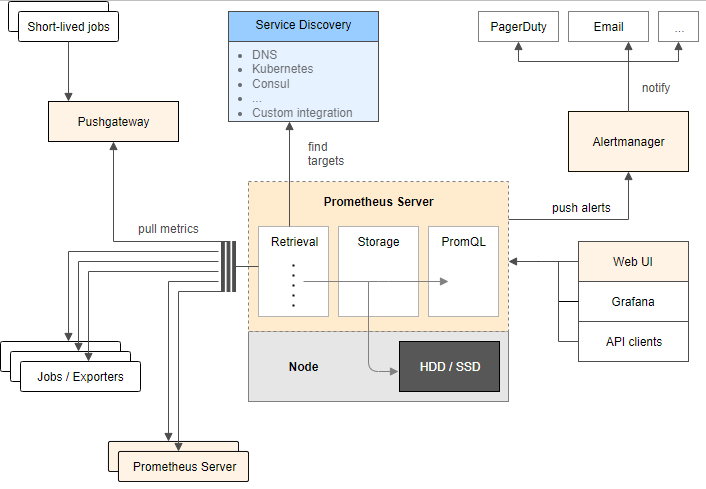 Short-lived jobs
Service Discovery
• DNS
• Kubernetes
• Consul
• ...
• Custom integration
PagerDuty
Email
...
notify
Pushgateway
Alertmanager
find
targets
pull metrics
Prometheus Server
push alerts
Retrieval
Storage
PromQL
Web UI
Grafana
API clients
Node
HDD / SSD
Jobs / Exporters
Prometheus Server